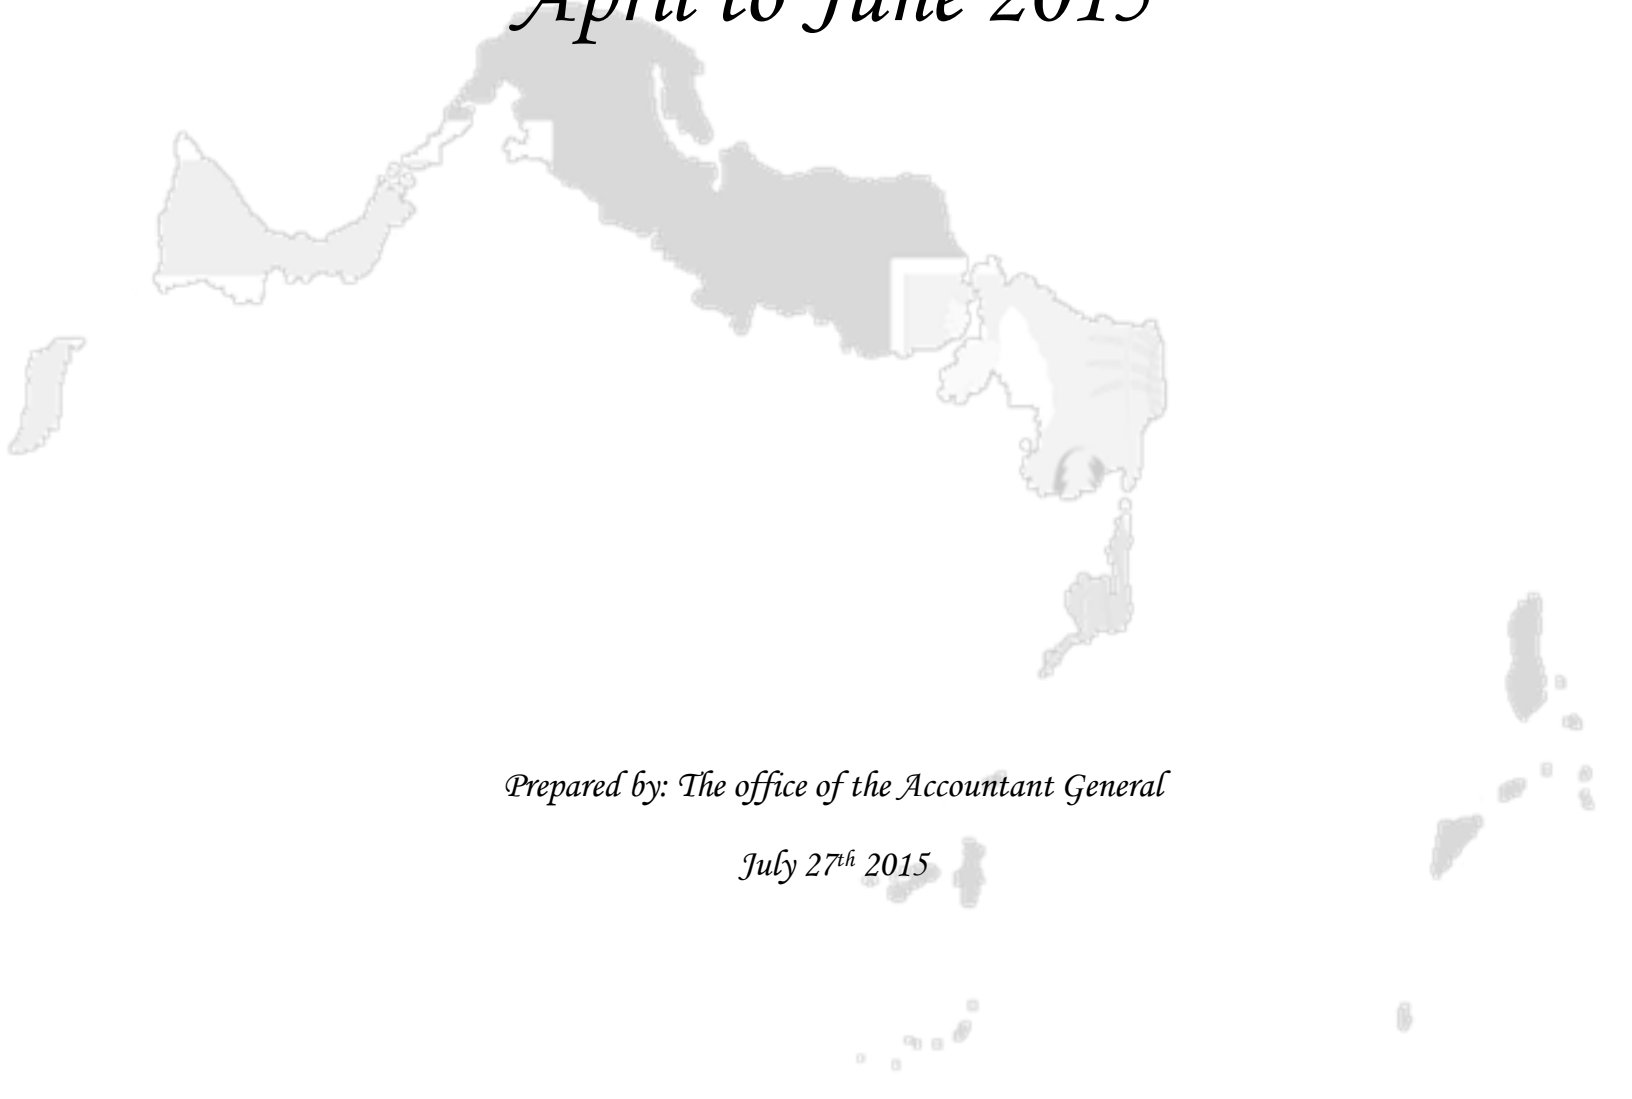 April to June 2015
Prepared by: The office of the Accountant General
July 27th 2015